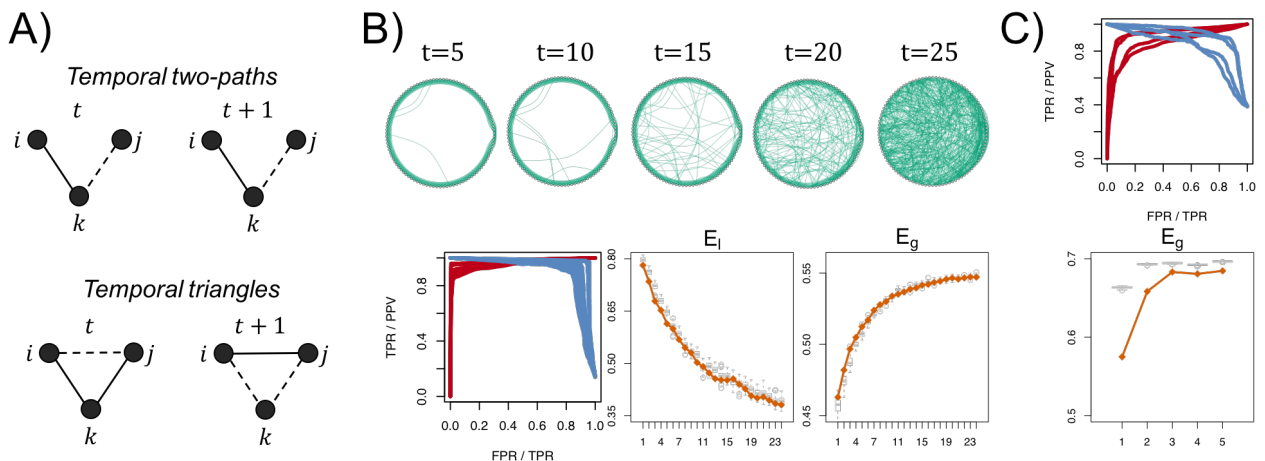 A)
Temporal two-paths
t
t + 1
i
j
k
i
j
k
Temporal triangles
t
t + 1
i
j
k
i
j
k
B)
t=5
t=10
t=15
t=20
t=25
TPR / PPV
0.0
0.4
0.8
0.0 0.2 0.4 0.6 0.8 1.0
FPR / TPR
El
0.80
0.65
0.50
0.35
1 4 7 11 15 19 23
Eg
0.55
0.50
0.45
1 4 7 11 15 19 23
C)
TPR / PPV
0.8
0.4
0.0
0.0 0.2 0.4 0.6 0.8 1.0
FPR / TPR
Eg
0.7
0.6
0.5
1 2 3 4 5